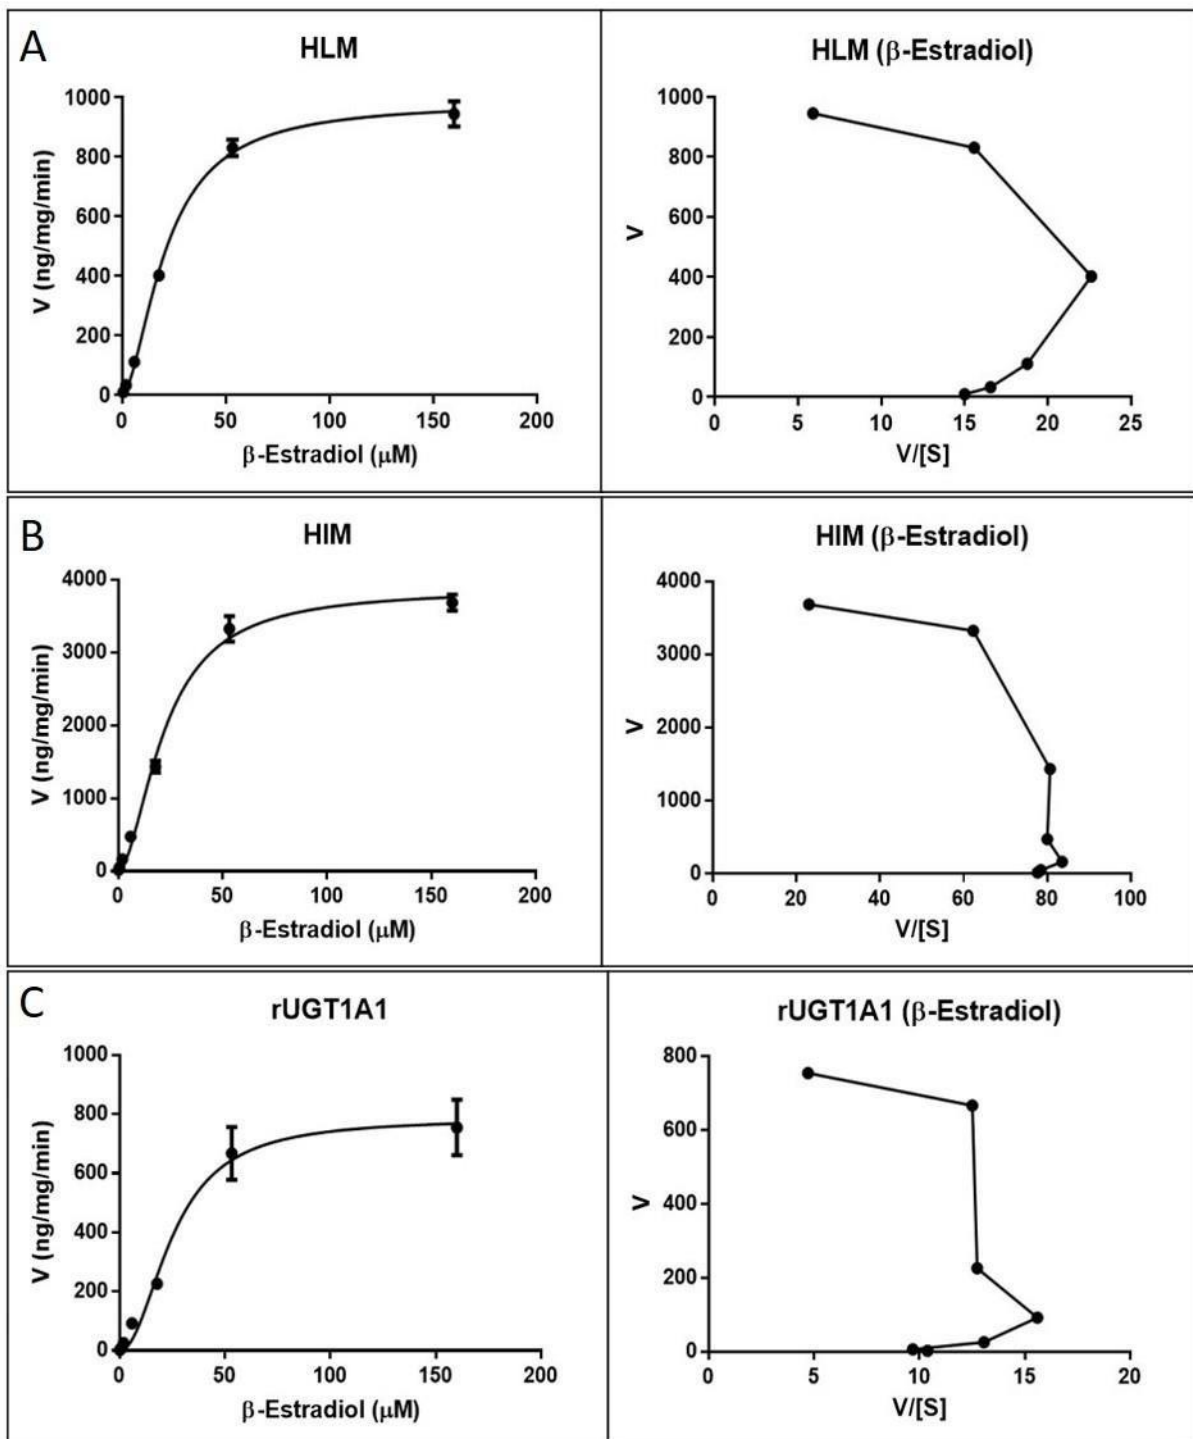 A
HLM
1000
800
600
400
200
0
V (ng/mg/min)
0 50 100 150 200
β-Estradiol (μM)
HLM (β-Estradiol)
1000
800
600
400
200
0
V
0 5 10 15 20 25
V/[S]
B
HIM
4000
3000
2000
1000
0
V (ng/mg/min)
0 50 100 150 200
β-Estradiol (μM)
HIM (β-Estradiol)
4000
3000
2000
1000
0
V
0 20 40 60 80 100
V/[S]
C
rUGT1A1
1000
800
600
400
200
0
V (ng/mg/min)
0 50 100 150 200
β-Estradiol (μM)
rUGT1A1 (β-Estradiol)
800
600
400
200
0
V
0 5 10 15 20
V/[S]